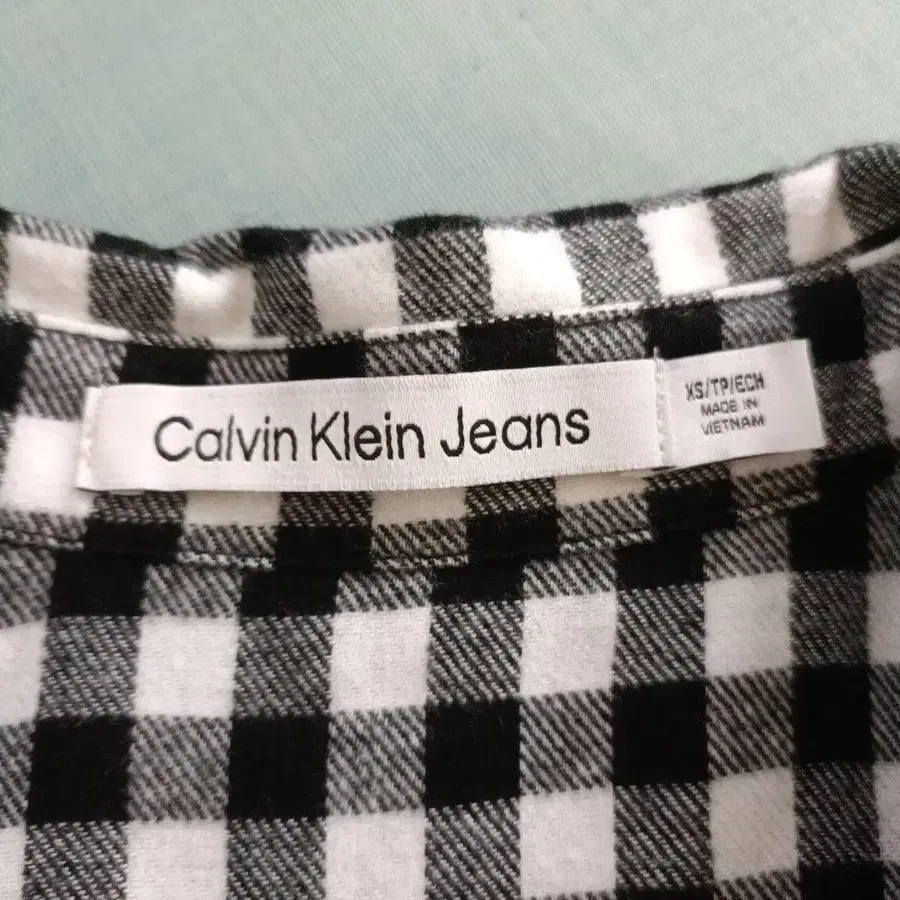 Calvin Klein Jeans
XS/TP/ECH
MADE IN
VIETNAM